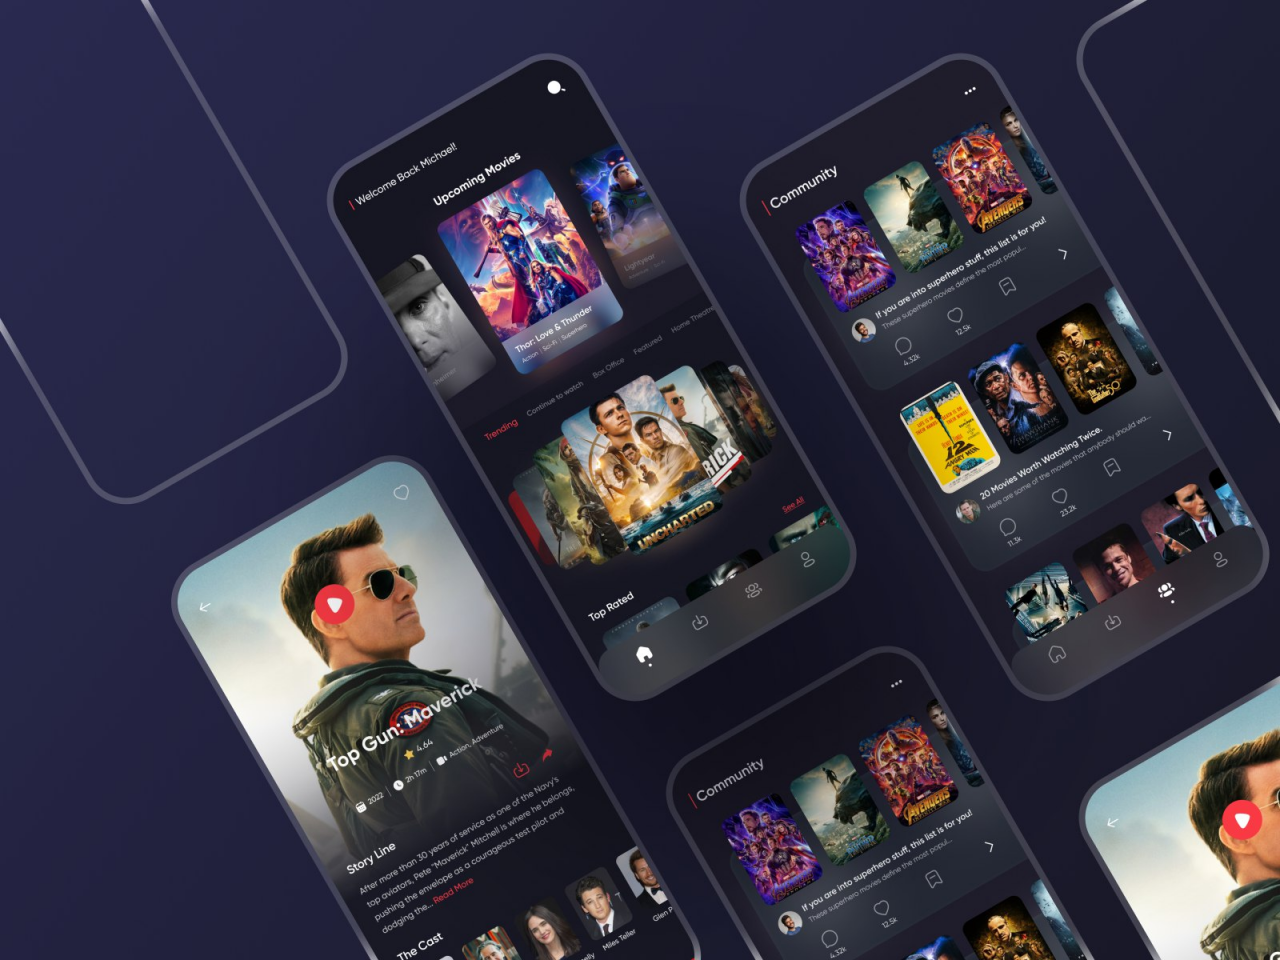 Welcome Back Michael!
Upcoming Movies
Thor: Love & Thunder
Action | Sci-Fi | Superhero
Lightyear
Trending
Continue to watch
Box Office
Featured
Home Theatre
UNCHARTED
RICK
See All
Top Rated
Community
AVENGERS
If you are into superhero stuff, this list is for you!
These superhero movies define the most popul...
4.32k
12.5k
12
ANGRY MEN
20 Movies Worth Watching Twice.
Here are some of the movies that anybody should wa...
11.3k
23.2k
Top Gun: Maverick
4.64
2022
2h 17m
Action, Adventure
Story Line
After more than 30 years of service as one of the Navy's
top aviators, Pete "Maverick" Mitchell is where he belongs,
pushing the envelope as a courageous test pilot and
dodging the... Read More
The Cast
Miles Teller
Glen P
Community
AVENGERS
If you are into superhero stuff, this list is for you!
These superhero movies define the most popul...
4.32k
12.5k